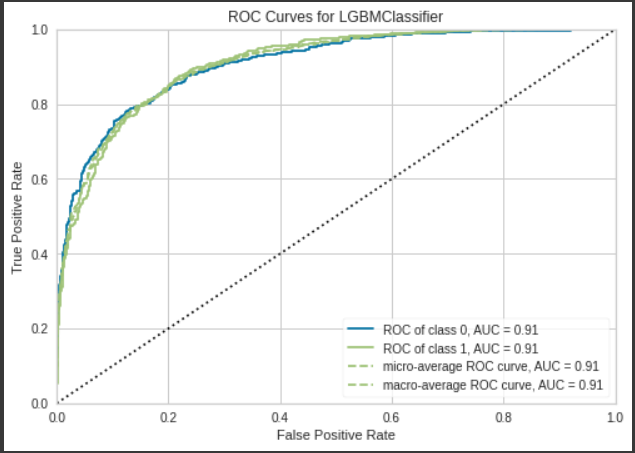 ROC Curves for LGBMClassifier
1.0
0.8
0.6
0.4
0.2
0.0
True Positive Rate
ROC of class 0, AUC = 0.91
ROC of class 1, AUC = 0.91
micro-average ROC curve, AUC = 0.91
macro-average ROC curve, AUC = 0.91
0.0 0.2 0.4 0.6 0.8 1.0
False Positive Rate